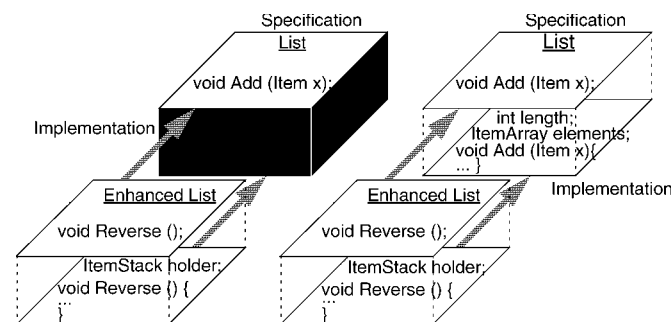 Specification
List
void Add (Item x);
Implementation
Enhanced List
void Reverse ();
ItemStack holder;
void Reverse () {
...
}
Specification
List
void Add (Item x);
int length;
ItemArray elements;
void Add (Item x){
... }
Implementation
Enhanced List
void Reverse ();
ItemStack holder;
void Reverse () {
...
}